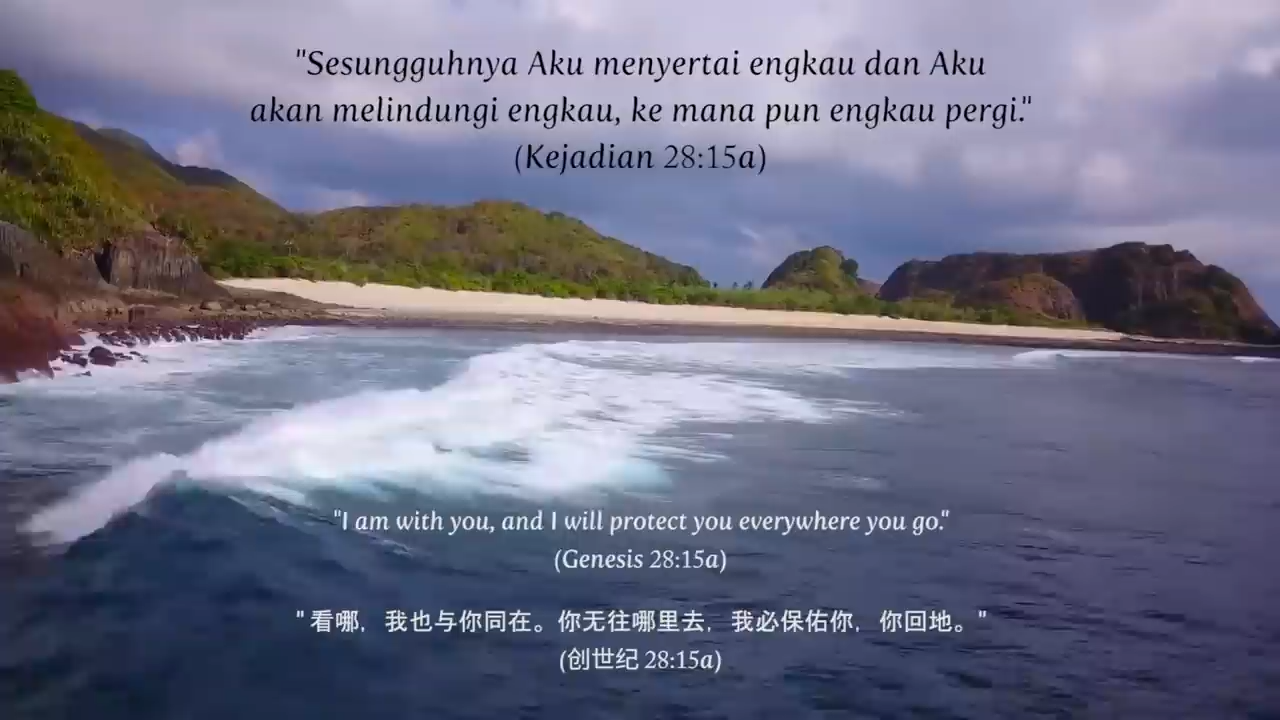 "Sesungguhnya Aku menyertai engkau dan Aku
akan melindungi engkau, ke mana pun engkau pergi."
(Kejadian 28:15a)
"I am with you, and I will protect you everywhere you go."
(Genesis 28:15a)
"看哪，我也与你同在。你无往哪里去，我必保佑你，你回地。"
(创世纪 28:15a)